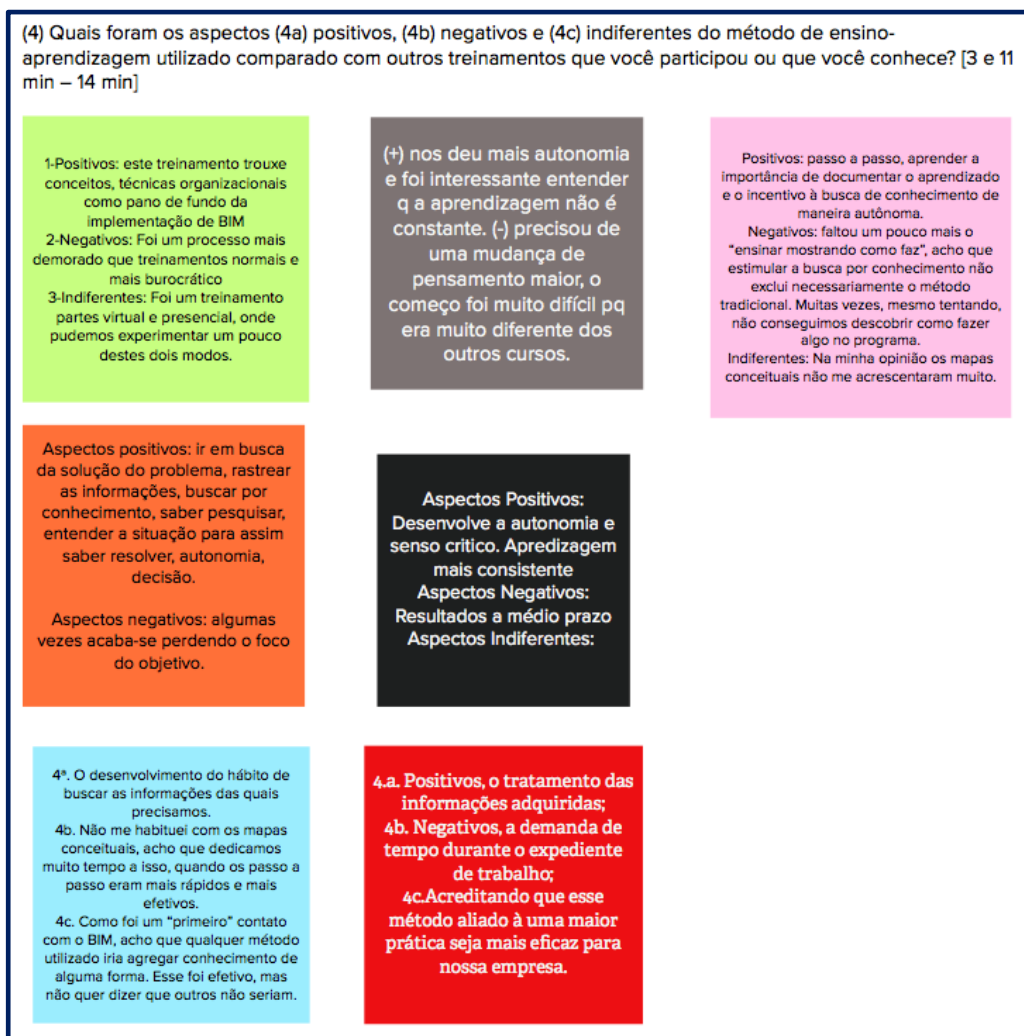 (4) Quais foram os aspectos (4a) positivos, (4b) negativos e (4c) indiferentes do método de ensino-
aprendizagem utilizado comparado com outros treinamentos que você participou ou que você conhece? [3 e 11
min – 14 min]
1-Positivos: este treinamento trouxe
conceitos, técnicas organizacionais
como pano de fundo da
implementação de BIM
2-Negativos: Foi um processo mais
demorado que treinamentos normais e
mais burocrático
3-Indiferentes: Foi um treinamento
partes virtual e presencial, onde
pudemos experimentar um pouco
destes dois modos.
(+) nos deu mais autonomia
e foi interessante entender
q a aprendizagem não é
constante. (-) precisou de
uma mudança de
pensamento maior, o
começo foi muito difícil pq
era muito diferente dos
outros cursos.
Positivos: passo a passo, aprender a
importância de documentar o aprendizado
e o incentivo à busca de conhecimento de
maneira autônoma.
Negativos: faltou um pouco mais o
“ensinar mostrando como faz”, acho que
estimular a busca por conhecimento não
exclui necessariamente o método
tradicional. Muitas vezes, mesmo tentando,
não conseguimos descobrir como fazer
algo no programa.
Indiferentes: Na minha opinião os mapas
conceituais não me acrescentaram muito.
Aspectos positivos: ir em busca
da solução do problema, rastrear
as informações, buscar por
conhecimento, saber pesquisar,
entender a situação para assim
saber resolver, autonomia,
decisão.
Aspectos negativos: algumas
vezes acaba-se perdendo o foco
do objetivo.
Aspectos Positivos:
Desenvolve a autonomia e
senso critico. Apredizagem
mais consistente
Aspectos Negativos:
Resultados a médio prazo
Aspectos Indiferentes:
4ª. O desenvolvimento do hábito de
buscar as informações das quais
precisamos.
4b. Não me habituei com os mapas
conceituais, acho que dedicamos
muito tempo a isso, quando os passo a
passo eram mais rápidos e mais
efetivos.
4c. Como foi um “primeiro” contato
com o BIM, acho que qualquer método
utilizado iria agregar conhecimento de
alguma forma. Esse foi efetivo, mas
não quer dizer que outros não seriam.
4.a. Positivos, o tratamento das
informações adquiridas;
4b. Negativos, a demanda de
tempo durante o expediente
de trabalho;
4c.Acreditando que esse
método aliado à uma maior
prática seja mais eficaz para
nossa empresa.